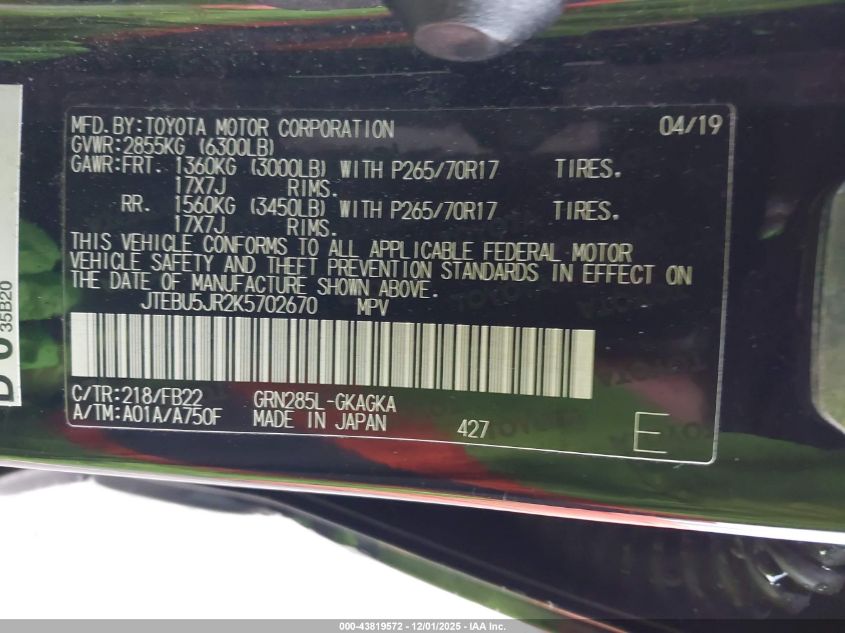 MFD.BY:TOYOTA MOTOR CORPORATION 04/19
GVWR:2855KG (6300LB)
GAWR:FRT. 1360KG (3000LB) WITH P265/70R17 TIRES.
17X7J RIMS.
RR. 1560KG (3450LB) WITH P265/70R17 TIRES.
17X7J RIMS.
THIS VEHICLE CONFORMS TO ALL APPLICABLE FEDERAL MOTOR
VEHICLE SAFETY AND THEFT PREVENTION STANDARDS IN EFFECT ON
THE DATE OF MANUFACTURE SHOWN ABOVE.
JTEBU5JR2K5702670 MPV
C/TR:218/FB22 GRN285L-GKAGKA
A/TM:A01A/A750F MADE IN JAPAN 427 E
35B20
000-43819572 - 12/01/2025 - IAA Inc.